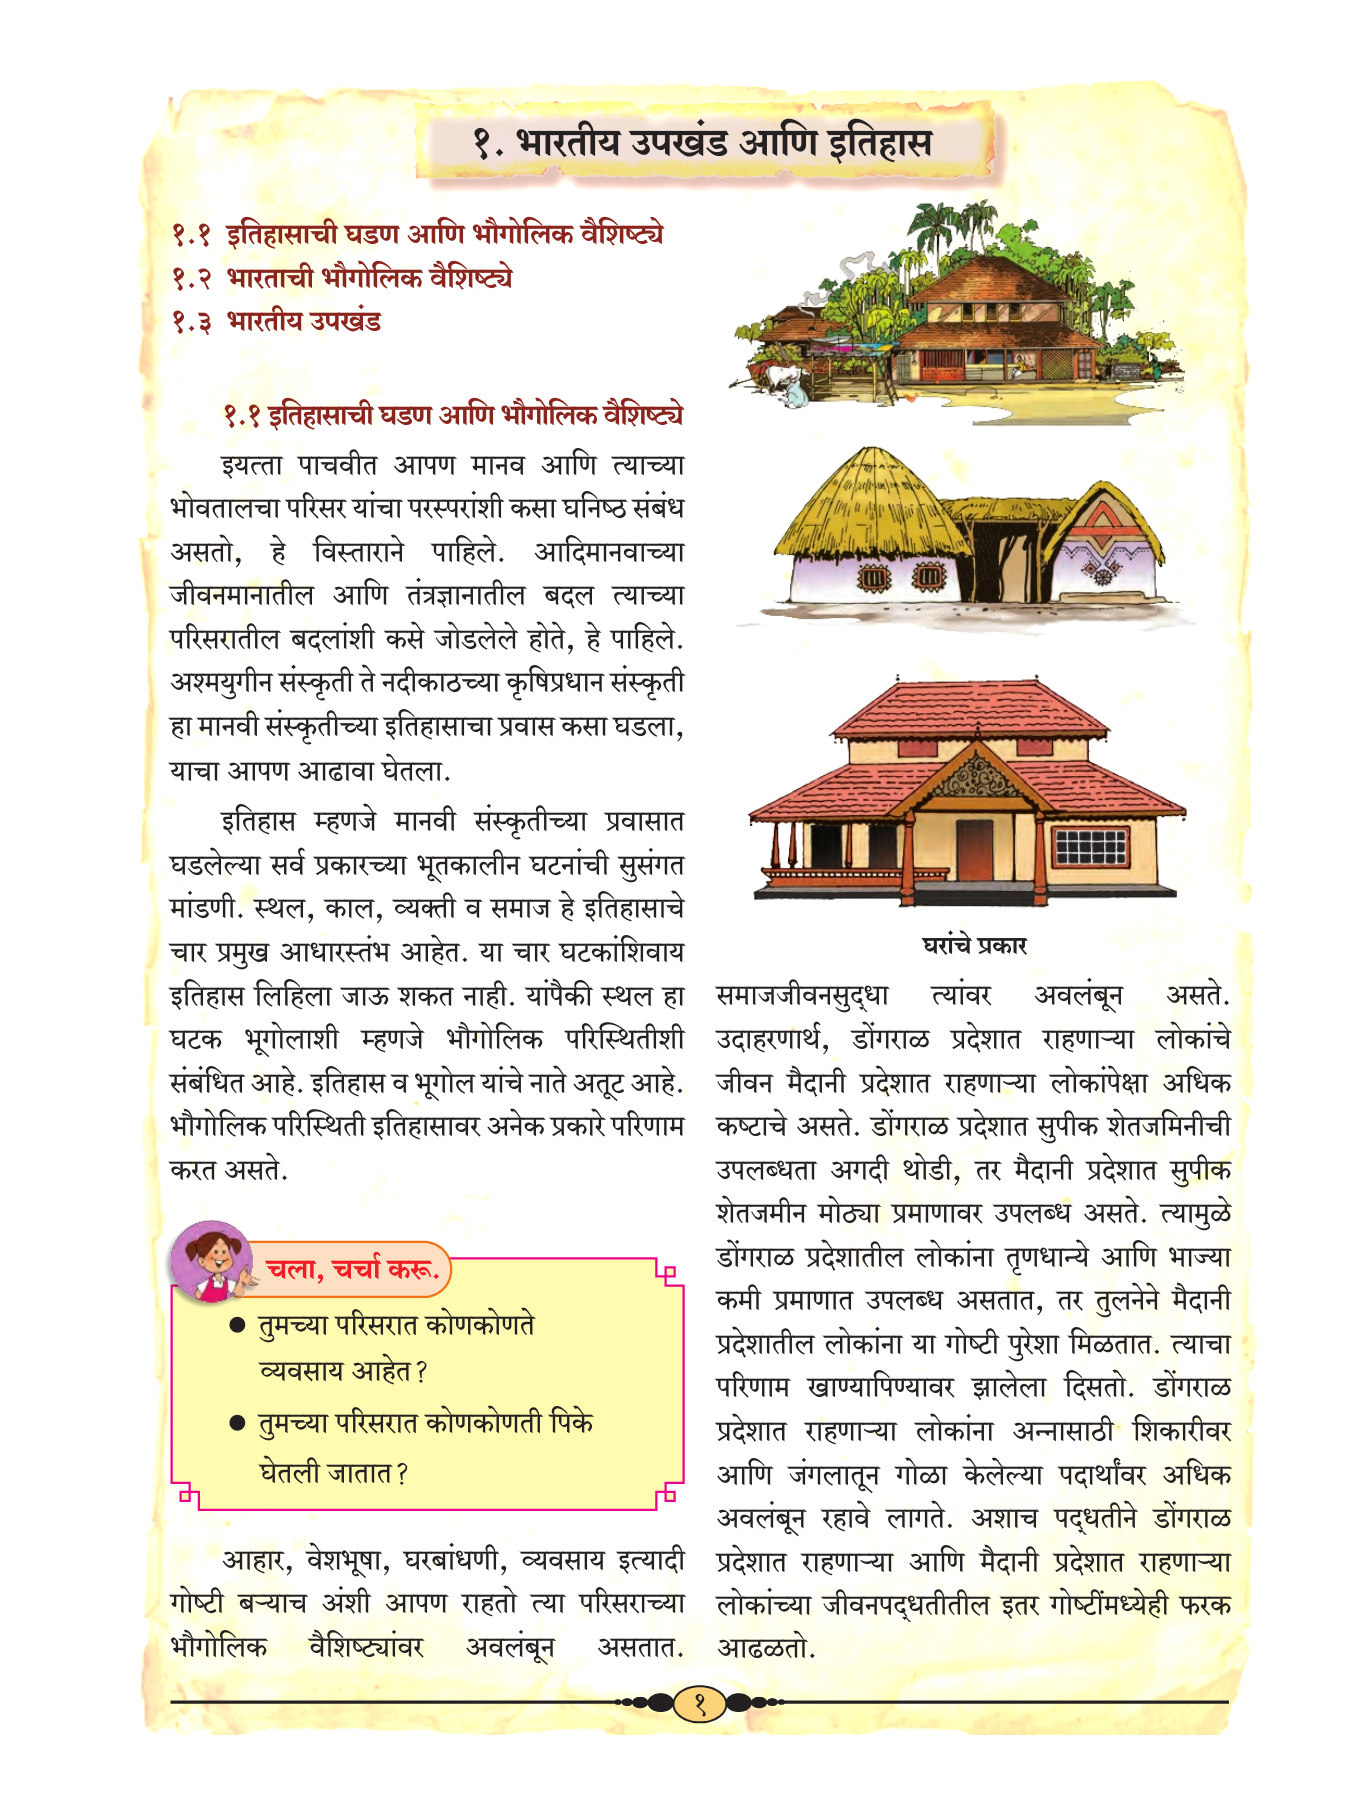 १. भारतीय उपखंड आणि इतिहास
१.१ इतिहासाची घडण आणि भौगोलिक वैशिष्ट्ये
१.२ भारताची भौगोलिक वैशिष्ट्ये
१.३ भारतीय उपखंड
१.१ इतिहासाची घडण आणि भौगोलिक वैशिष्ट्ये
इयत्ता पाचवीत आपण मानव आणि त्याच्या
भोवतालचा परिसर यांचा परस्परांशी कसा घनिष्ठ संबंध
असतो, हे विस्ताराने पाहिले. आदिमानवाच्या
जीवनमानातील आणि तंत्रज्ञानातील बदल त्याच्या
परिसरातील बदलांशी कसे जोडलेले होते, हे पाहिले.
अश्मयुगीन संस्कृती ते नदीकाठच्या कृषिप्रधान संस्कृती
हा मानवी संस्कृतीच्या इतिहासाचा प्रवास कसा घडला,
याचा आपण आढावा घेतला.
इतिहास म्हणजे मानवी संस्कृतीच्या प्रवासात
घडलेल्या सर्व प्रकारच्या भूतकालीन घटनांची सुसंगत
मांडणी. स्थल, काल, व्यक्ती व समाज हे इतिहासाचे
चार प्रमुख आधारस्तंभ आहेत. या चार घटकांशिवाय
इतिहास लिहिला जाऊ शकत नाही. यांपैकी स्थल हा
घटक भूगोलाशी म्हणजे भौगोलिक परिस्थितीशी
संबंधित आहे. इतिहास व भूगोल यांचे नाते अतूट आहे.
भौगोलिक परिस्थिती इतिहासावर अनेक प्रकारे परिणाम
करत असते.
चला, चर्चा करू.
● तुमच्या परिसरात कोणकोणते
व्यवसाय आहेत?
● तुमच्या परिसरात कोणकोणती पिके
घेतली जातात?
आहार, वेशभूषा, घरबांधणी, व्यवसाय इत्यादी
गोष्टी बऱ्याच अंशी आपण राहतो त्या परिसराच्या
भौगोलिक वैशिष्ट्यांवर अवलंबून असतात.
घरांचे प्रकार
समाजजीवनसुद्धा त्यांवर अवलंबून असते.
उदाहरणार्थ, डोंगराळ प्रदेशात राहणाऱ्या लोकांचे
जीवन मैदानी प्रदेशात राहणाऱ्या लोकांपेक्षा अधिक
कष्टाचे असते. डोंगराळ प्रदेशात सुपीक शेतजमिनीची
उपलब्धता अगदी थोडी, तर मैदानी प्रदेशात सुपीक
शेतजमीन मोठ्या प्रमाणावर उपलब्ध असते. त्यामुळे
डोंगराळ प्रदेशातील लोकांना तृणधान्ये आणि भाज्या
कमी प्रमाणात उपलब्ध असतात, तर तुलनेने मैदानी
प्रदेशातील लोकांना या गोष्टी पुरेशा मिळतात. त्याचा
परिणाम खाण्यापिण्यावर झालेला दिसतो. डोंगराळ
प्रदेशात राहणाऱ्या लोकांना अन्नासाठी शिकारीवर
आणि जंगलातून गोळा केलेल्या पदार्थांवर अधिक
अवलंबून रहावे लागते. अशाच पद्धतीने डोंगराळ
प्रदेशात राहणाऱ्या आणि मैदानी प्रदेशात राहणाऱ्या
लोकांच्या जीवनपद्धतीतील इतर गोष्टींमध्येही फरक
आढळतो.
१